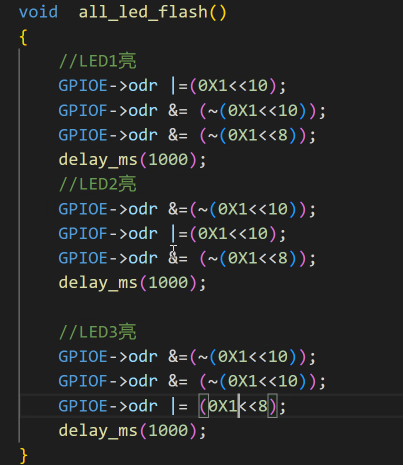 void  all_led_flash()
{
    //LED1亮
    GPIOE->odr |=(0X1<<10);
    GPIOF->odr &= (~(0X1<<10));
    GPIOE->odr &= (~(0X1<<8));
    delay_ms(1000);
    //LED2亮
    GPIOE->odr &=(~(0X1<<10));
    GPIOF->odr |=(0X1<<10);
    GPIOE->odr &= (~(0X1<<8));
    delay_ms(1000);

    //LED3亮
    GPIOE->odr &=(~(0X1<<10));
    GPIOF->odr &= (~(0X1<<10));
    GPIOE->odr |= (0X1<<8);
    delay_ms(1000);
}